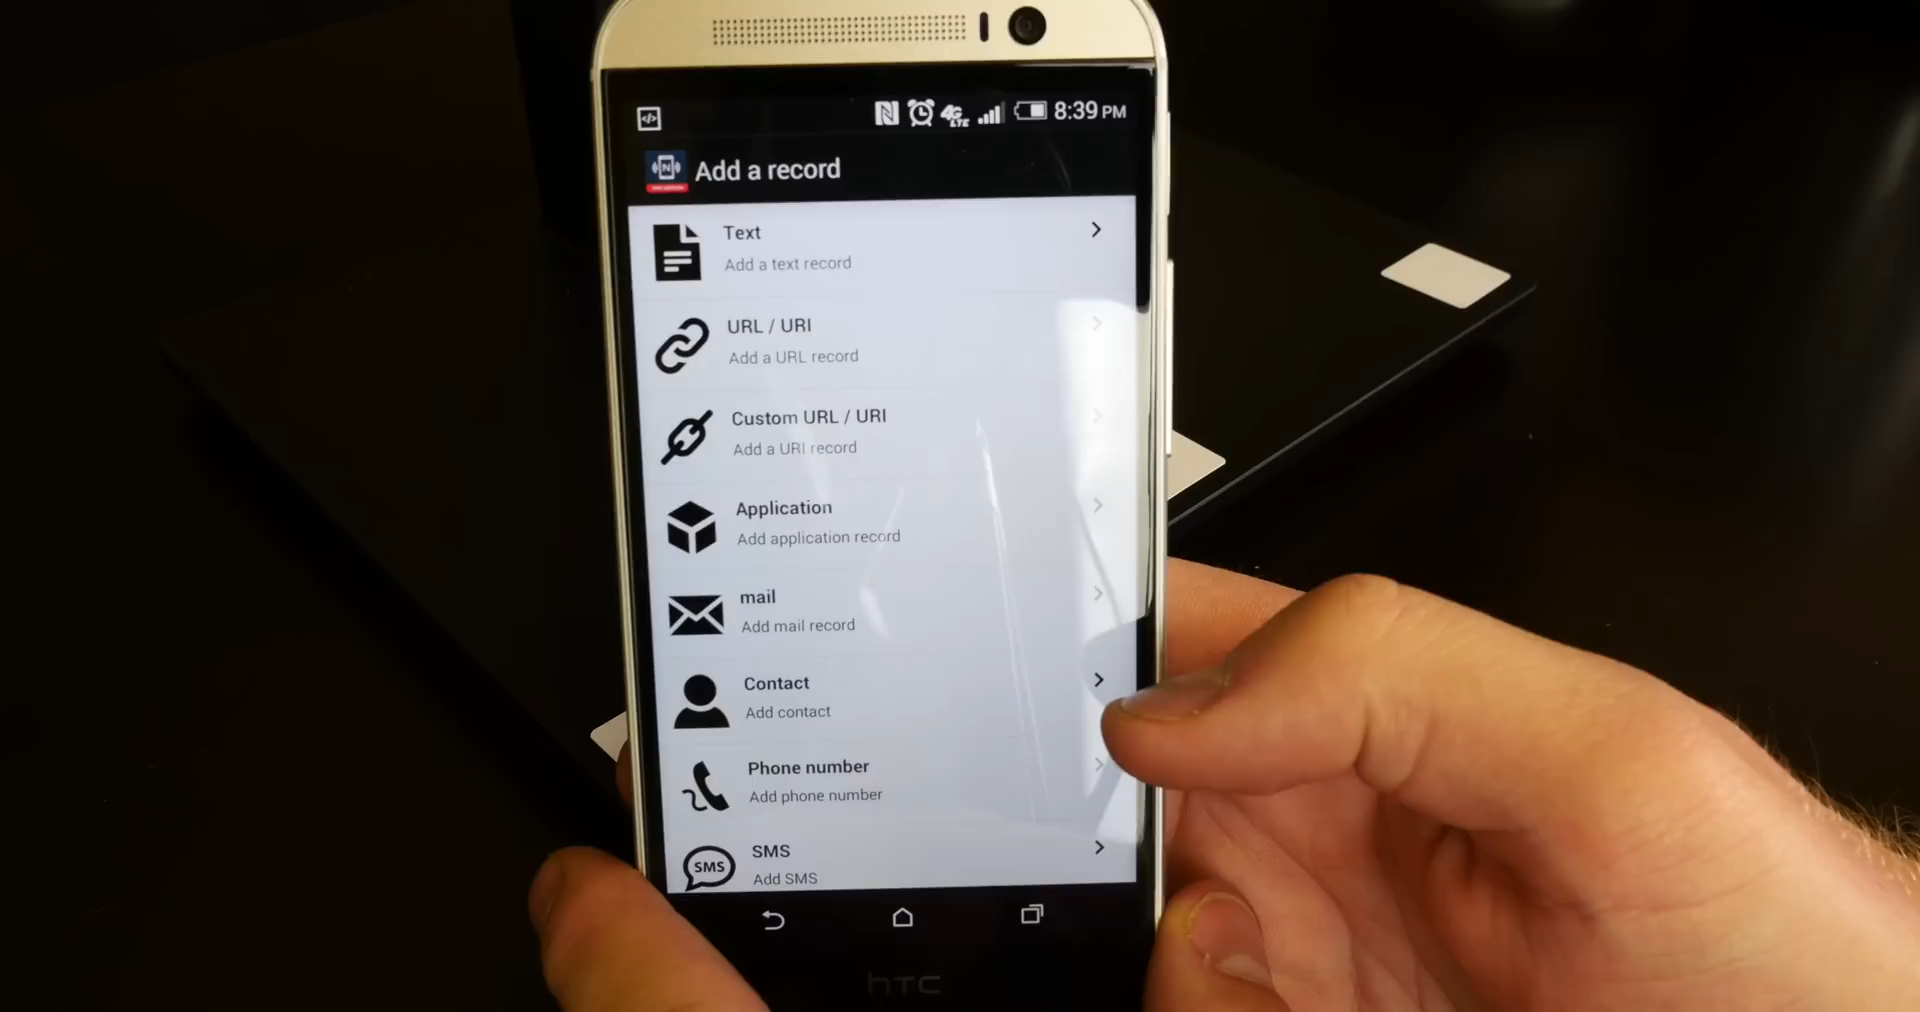 8:39 PM
4G LTE
Add a record
Text
Add a text record
URL / URI
Add a URL record
Custom URL / URI
Add a URI record
Application
Add application record
mail
Add mail record
Contact
Add contact
Phone number
Add phone number
SMS
SMS
Add SMS
hTC